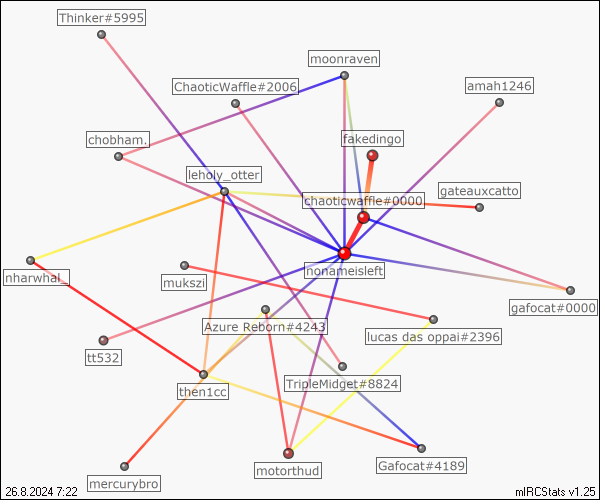 Thinker#5995
moonraven
ChaoticWaffle#2006
amah1246
chobham.
fakedingo
leholy_otter
gateauxcatto
chaoticwaffle#0000
nonameisleft
nharwhal_
mukszi
gafocat#0000
Azure Reborn#4243
lucas das oppai#2396
tt532
TripleMidget#8824
then1cc
mercurybro
motorthud
Gafocat#4189
26.8.2024 7:22
mIRCStats v1.25